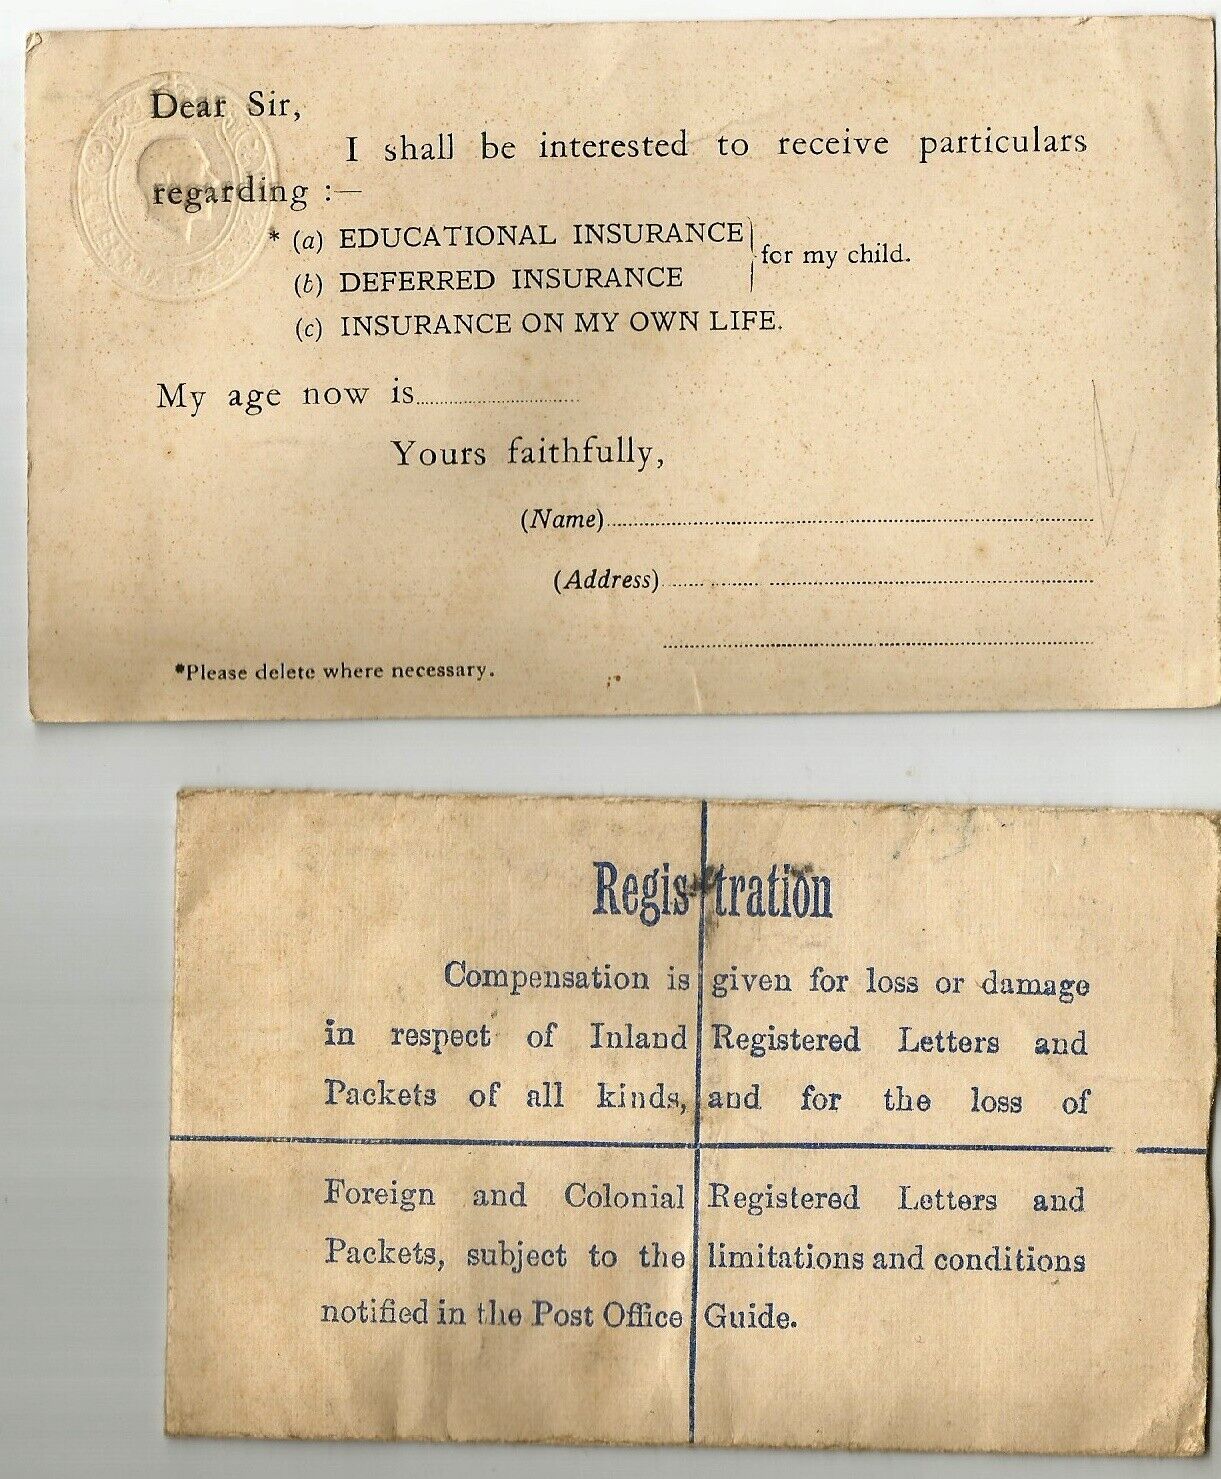 Dear Sir,
I shall be interested to receive particulars
regarding :—
* (a) EDUCATIONAL INSURANCE
for my child.
(b) DEFERRED INSURANCE
(c) INSURANCE ON MY OWN LIFE.
My age now is
Yours faithfully,
(Name)
(Address)
*Please delete where necessary.
Registration
Compensation is given for loss or damage
in respect of Inland Registered Letters and
Packets of all kinds, and for the loss of
Foreign and Colonial Registered Letters and
Packets, subject to the limitations and conditions
notified in the Post Office Guide.